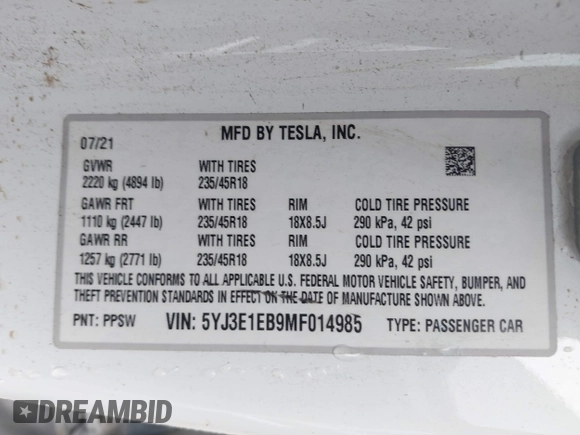 07/21 MFD BY TESLA, INC.
GVWR WITH TIRES
2220 kg (4894 lb) 235/45R18
GAWR FRT WITH TIRES RIM COLD TIRE PRESSURE
1110 kg (2447 lb) 235/45R18 18X8.5J 290 kPa, 42 psi
GAWR RR WITH TIRES RIM COLD TIRE PRESSURE
1257 kg (2771 lb) 235/45R18 18X8.5J 290 kPa, 42 psi
THIS VEHICLE CONFORMS TO ALL APPLICABLE U.S. FEDERAL MOTOR VEHICLE SAFETY, BUMPER, AND
THEFT PREVENTION STANDARDS IN EFFECT ON THE DATE OF MANUFACTURE SHOWN ABOVE.
PNT: PPSW VIN: 5YJ3E1EB9MF014985 TYPE: PASSENGER CAR
DREAMBID